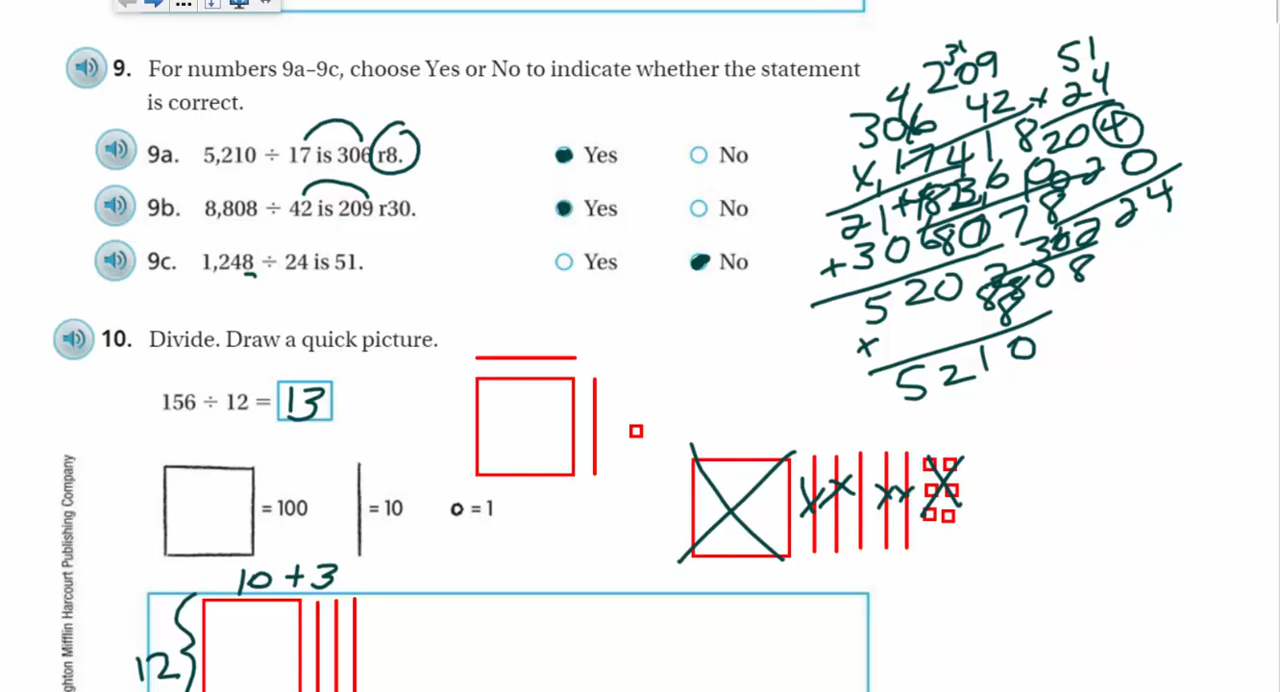 9. For numbers 9a–9c, choose Yes or No to indicate whether the statement
is correct.
9a. 5,210 ÷ 17 is 306 r8. Yes No
9b. 8,808 ÷ 42 is 209 r30. Yes No
9c. 1,248 ÷ 24 is 51. Yes No
10. Divide. Draw a quick picture.
156 ÷ 12 = 13
= 100 = 10 = 1
10 + 3
12
209 51
306 42 × 24
5210
ghton Mifflin Harcourt Publishing Company